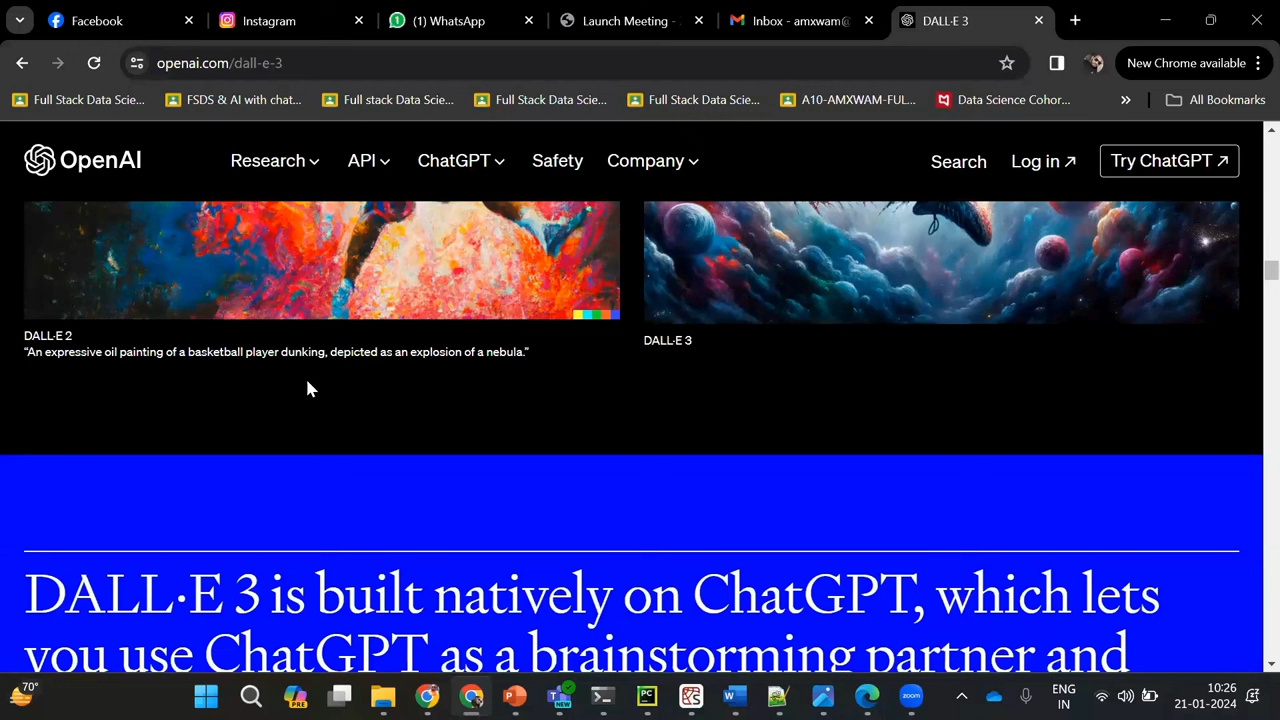 Facebook
Instagram
(1) WhatsApp
Launch Meeting -
Inbox - amxwam@
DALL·E 3
openai.com/dall-e-3
New Chrome available
Full Stack Data Scie...
FSDS & AI with chat...
Full stack Data Scie...
Full Stack Data Scie...
Full Stack Data Scie...
A10-AMXWAM-FUL...
Data Science Cohor...
»
All Bookmarks
OpenAI
Research
API
ChatGPT
Safety
Company
Search
Log in ↗
Try ChatGPT ↗
DALL·E 2
“An expressive oil painting of a basketball player dunking, depicted as an explosion of a nebula.”
DALL·E 3
DALL·E 3 is built natively on ChatGPT, which lets
you use ChatGPT as a brainstorming partner and
70°
PRE
NEW
PC
zoom
ENG
IN
10:26
21-01-2024